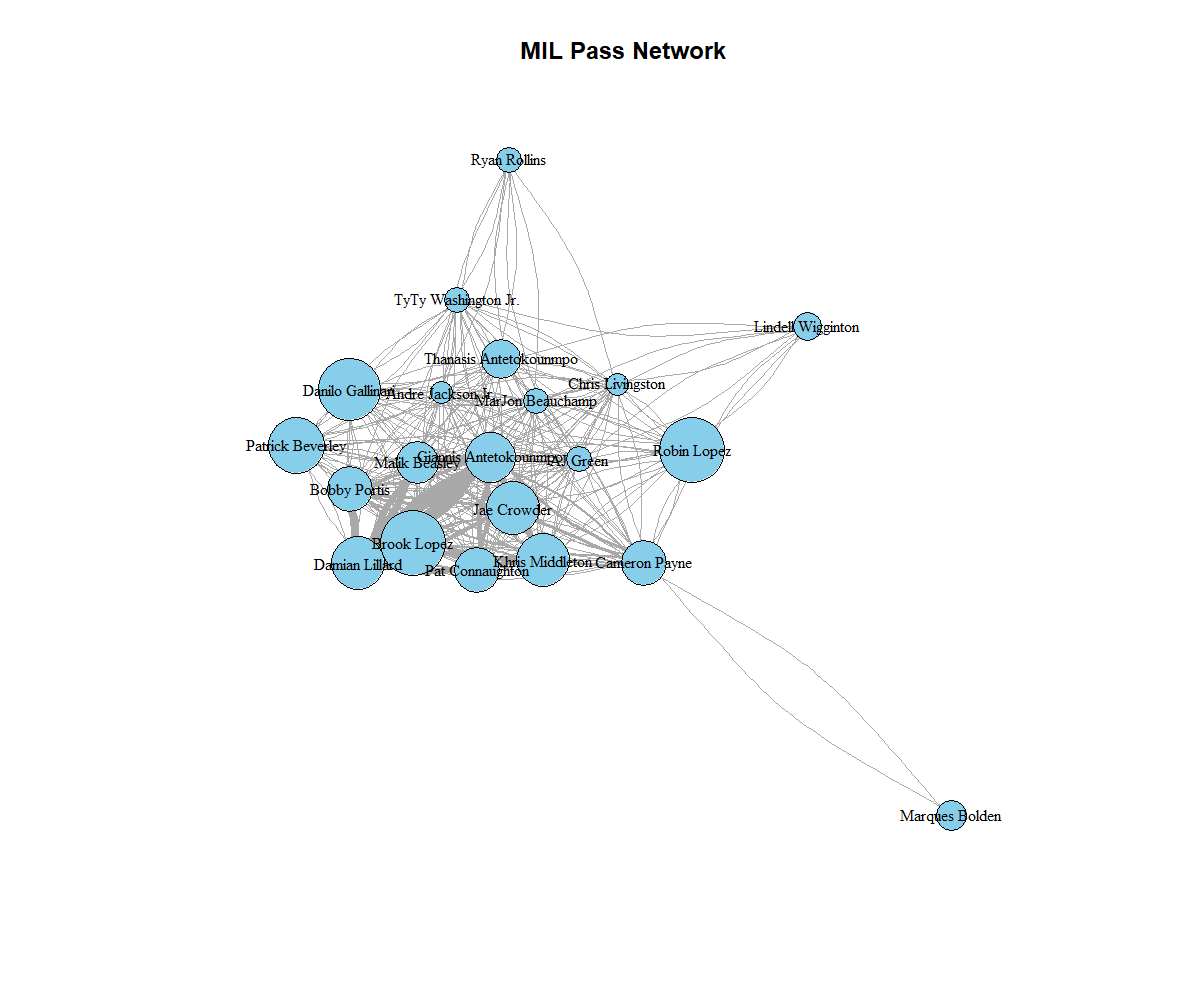 MIL Pass Network
Ryan Rollins
TyTy Washington Jr.
Lindell Wigginton
Thanasis Antetokounmpo
Chris Livingston
Danilo Gallinari
Andre Jackson Jr.
MarJon Beauchamp
Patrick Beverley
Robin Lopez
Malik Beasley
Giannis Antetokounmpo
AJ Green
Bobby Portis
Jae Crowder
Brook Lopez
Damian Lillard
Pat Connaughton
Khris Middleton
Cameron Payne
Marques Bolden